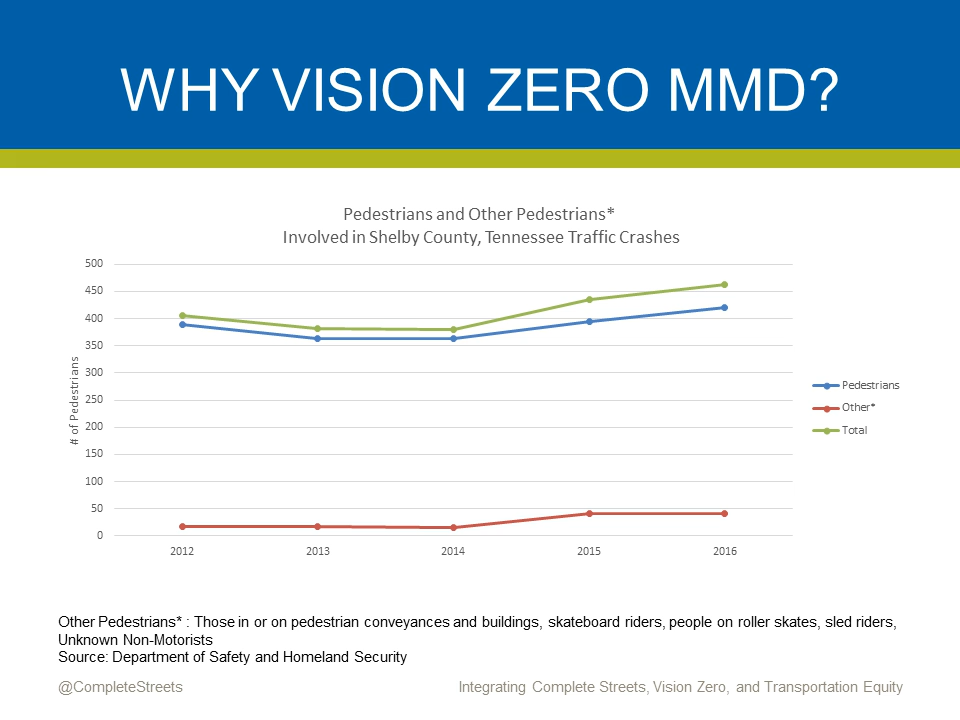 WHY VISION ZERO MMD?
Pedestrians and Other Pedestrians*
Involved in Shelby County, Tennessee Traffic Crashes
500
450
400
350
300
250
200
150
100
50
0
# of Pedestrians
2012 2013 2014 2015 2016
Pedestrians
Other*
Total
Other Pedestrians* : Those in or on pedestrian conveyances and buildings, skateboard riders, people on roller skates, sled riders,
Unknown Non-Motorists
Source: Department of Safety and Homeland Security
@CompleteStreets Integrating Complete Streets, Vision Zero, and Transportation Equity